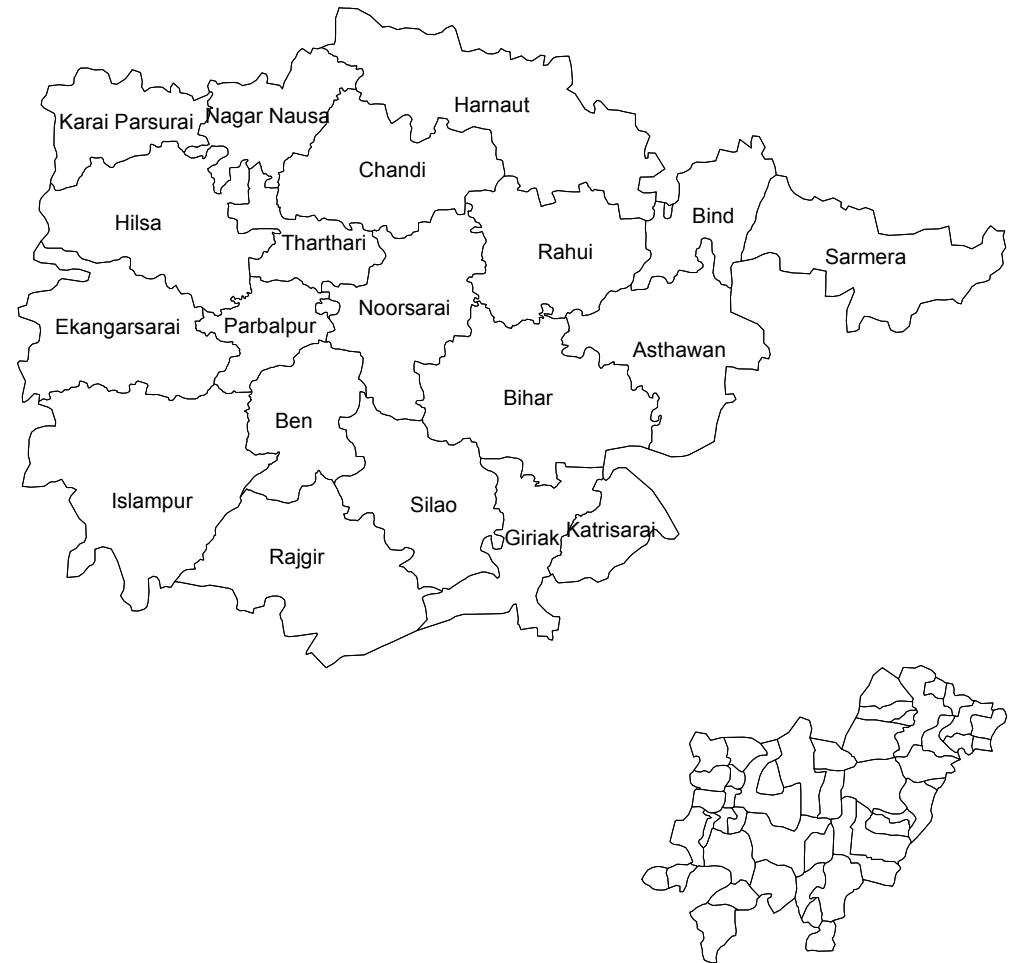 Harnaut
Karai Parsurai
Nagar Nausa
Chandi
Hilsa
Bind
Tharthari
Rahui
Sarmera
Noorsarai
Ekangarsarai
Parbalpur
Asthawan
Bihar
Ben
Islampur
Silao
Giriak
Katrisarai
Rajgir